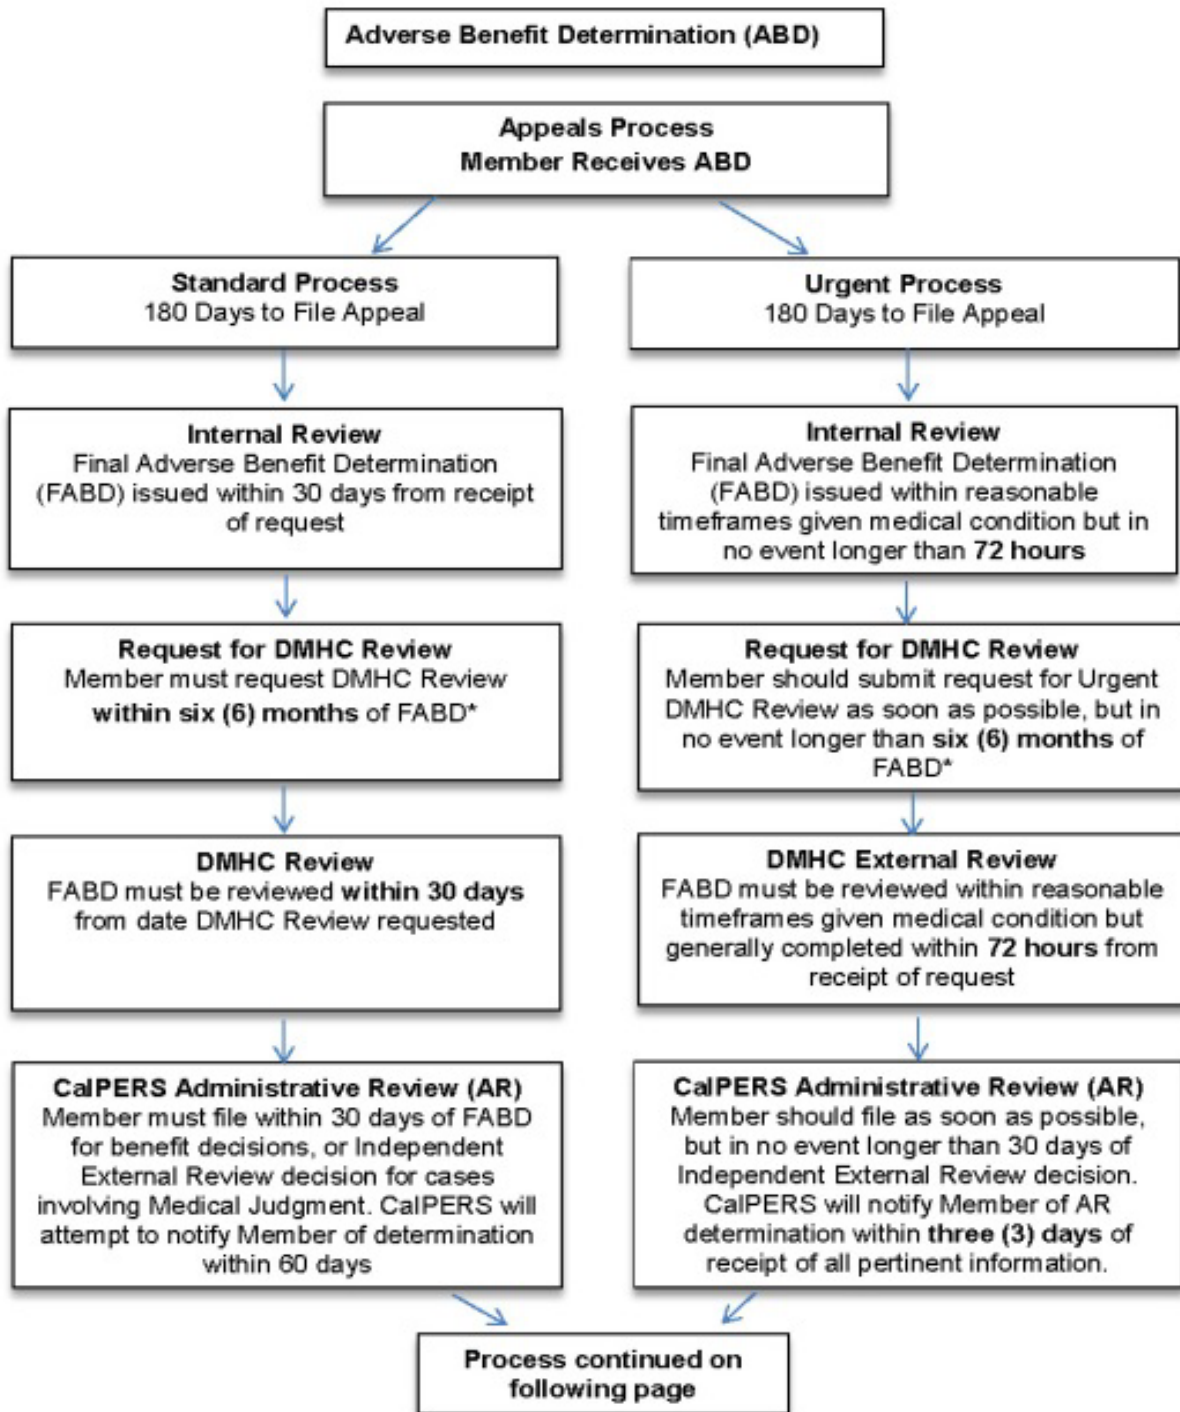 Adverse Benefit Determination (ABD)
Appeals Process
Member Receives ABD
Standard Process
180 Days to File Appeal
Urgent Process
180 Days to File Appeal
Internal Review
Final Adverse Benefit Determination
(FABD) issued within 30 days from receipt
of request
Internal Review
Final Adverse Benefit Determination
(FABD) issued within reasonable
timeframes given medical condition but in
no event longer than 72 hours
Request for DMHC Review
Member must request DMHC Review
within six (6) months of FABD*
Request for DMHC Review
Member should submit request for Urgent
DMHC Review as soon as possible, but in
no event longer than six (6) months of
FABD*
DMHC Review
FABD must be reviewed within 30 days
from date DMHC Review requested
DMHC External Review
FABD must be reviewed within reasonable
timeframes given medical condition but
generally completed within 72 hours from
receipt of request
CalPERS Administrative Review (AR)
Member must file within 30 days of FABD
for benefit decisions, or Independent
External Review decision for cases
involving Medical Judgment. CalPERS will
attempt to notify Member of determination
within 60 days
CalPERS Administrative Review (AR)
Member should file as soon as possible,
but in no event longer than 30 days of
Independent External Review decision.
CalPERS will notify Member of AR
determination within three (3) days of
receipt of all pertinent information.
Process continued on
following page